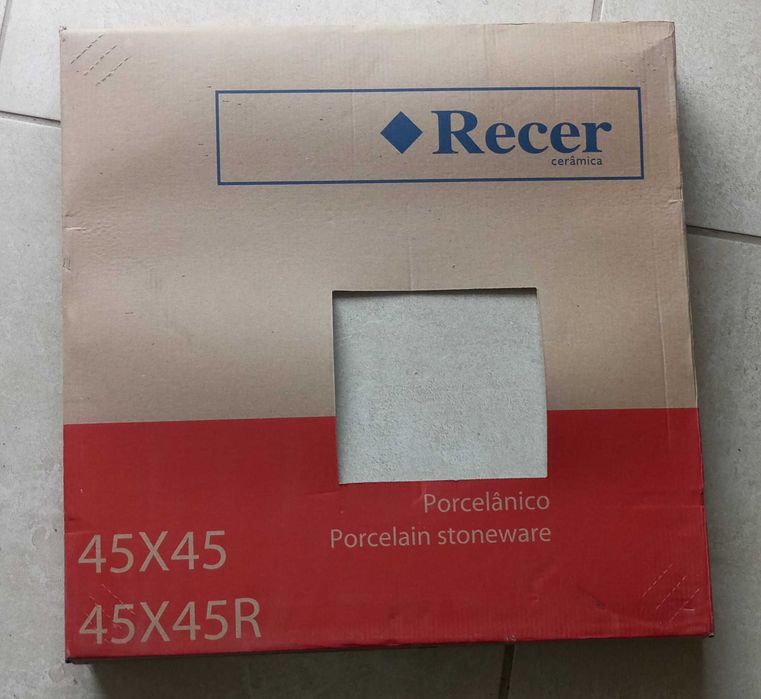 Recer
cerâmica
Porcelânico
Porcelain stoneware
45X45
45X45R